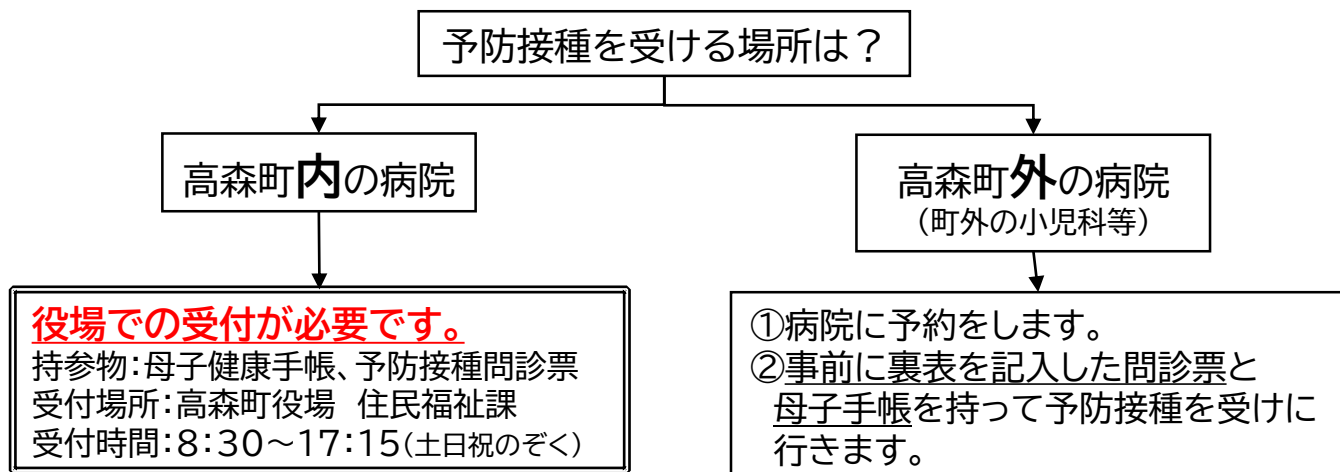 予防接種を受ける場所は？
高森町内の病院
高森町外の病院
（町外の小児科等）
役場での受付が必要です。
持参物：母子健康手帳、予防接種問診票
受付場所：高森町役場　住民福祉課
受付時間：８：３０～１７：１５（土日祝のぞく）
①病院に予約をします。
②事前に裏表を記入した問診票と
母子手帳を持って予防接種を受けに
行きます。